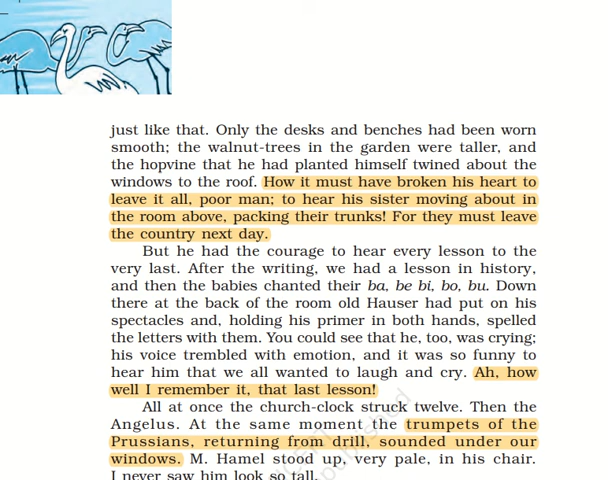 just like that. Only the desks and benches had been worn
smooth; the walnut-trees in the garden were taller, and
the hopvine that he had planted himself twined about the
windows to the roof. How it must have broken his heart to
leave it all, poor man; to hear his sister moving about in
the room above, packing their trunks! For they must leave
the country next day.
But he had the courage to hear every lesson to the
very last. After the writing, we had a lesson in history,
and then the babies chanted their ba, be bi, bo, bu. Down
there at the back of the room old Hauser had put on his
spectacles and, holding his primer in both hands, spelled
the letters with them. You could see that he, too, was crying;
his voice trembled with emotion, and it was so funny to
hear him that we all wanted to laugh and cry. Ah, how
well I remember it, that last lesson!
All at once the church-clock struck twelve. Then the
Angelus. At the same moment the trumpets of the
Prussians, returning from drill, sounded under our
windows. M. Hamel stood up, very pale, in his chair.
I never saw him look so tall.